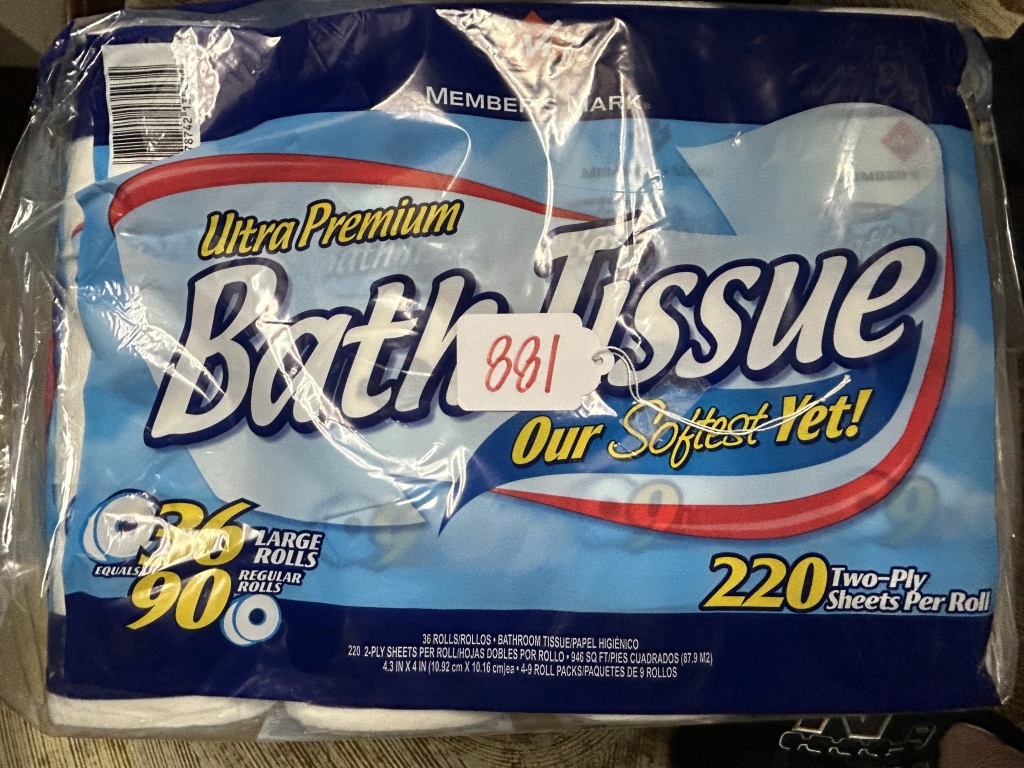 MEMBER'S MARK
Ultra Premium
Bath Tissue
881
Our Softest Yet!
36 LARGE ROLLS
EQUALS
90 REGULAR ROLLS
220 Two-Ply Sheets Per Roll
36 ROLLS/ROLLOS • BATHROOM TISSUE/PAPEL HIGIÉNICO
220 2-PLY SHEETS PER ROLL/HOJAS DOBLES POR ROLLO • 946 SQ FT/PIES CUADRADOS (87.9 M2)
4.3 IN X 4 IN (10.92 cm X 10.16 cm)ea • 4-9 ROLL PACKS/PAQUETES DE 9 ROLLOS